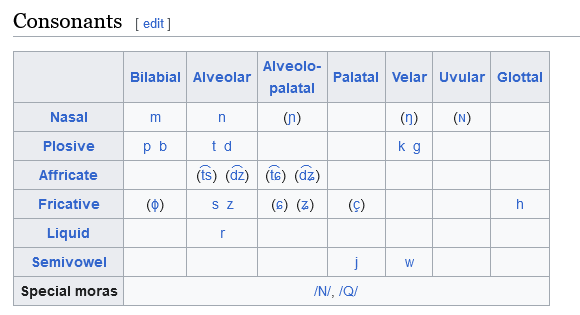 Consonants [ edit ]
Bilabial Alveolar Alveolo-palatal Palatal Velar Uvular Glottal
Nasal m n (ɲ) (ŋ) (ɴ)
Plosive p b t d k g
Affricate (t͡s) (d͡z) (t͡ɕ) (d͡ʑ)
Fricative (ɸ) s z (ɕ) (ʑ) (ç) h
Liquid r
Semivowel j w
Special moras /N/, /Q/